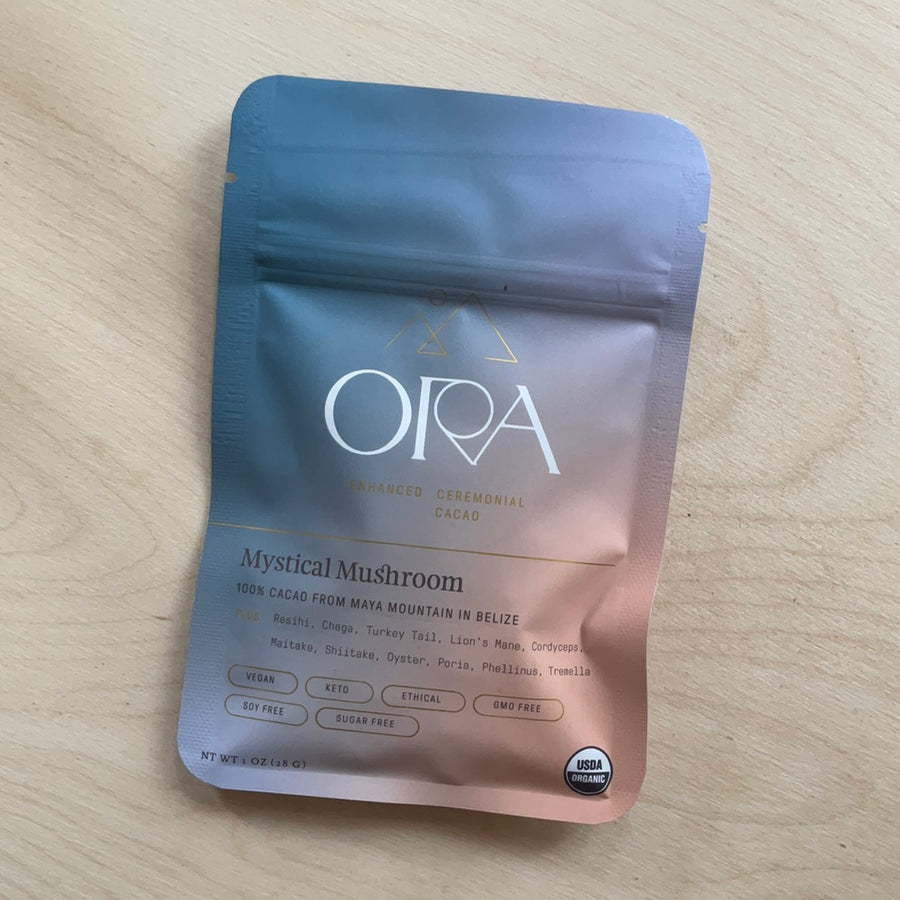 ORA
ENHANCED CEREMONIAL
CACAO
Mystical Mushroom
100% CACAO FROM MAYA MOUNTAIN IN BELIZE
PLUS Resihi, Chaga, Turkey Tail, Lion's Mane, Cordyceps,
Maitake, Shiitake, Oyster, Poria, Phellinus, Tremella
VEGAN KETO ETHICAL GMO FREE
SOY FREE SUGAR FREE
NT WT 1 OZ (28 G)
USDA
ORGANIC